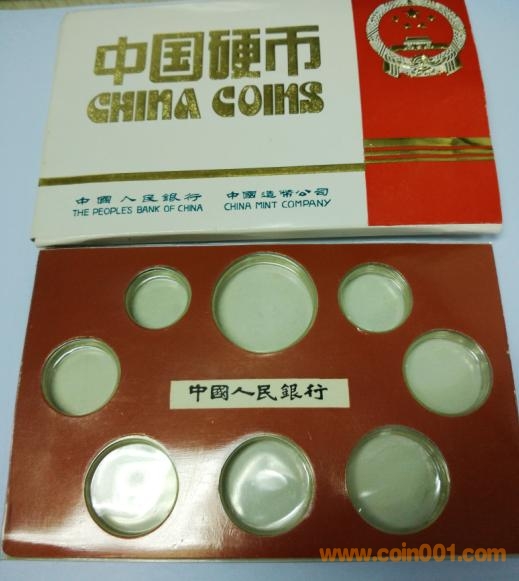 中国硬币
CHINA COINS
中國人民銀行 中國造幣公司
THE PEOPLE'S BANK OF CHINA CHINA MINT COMPANY
中國人民銀行
www.coin001.com